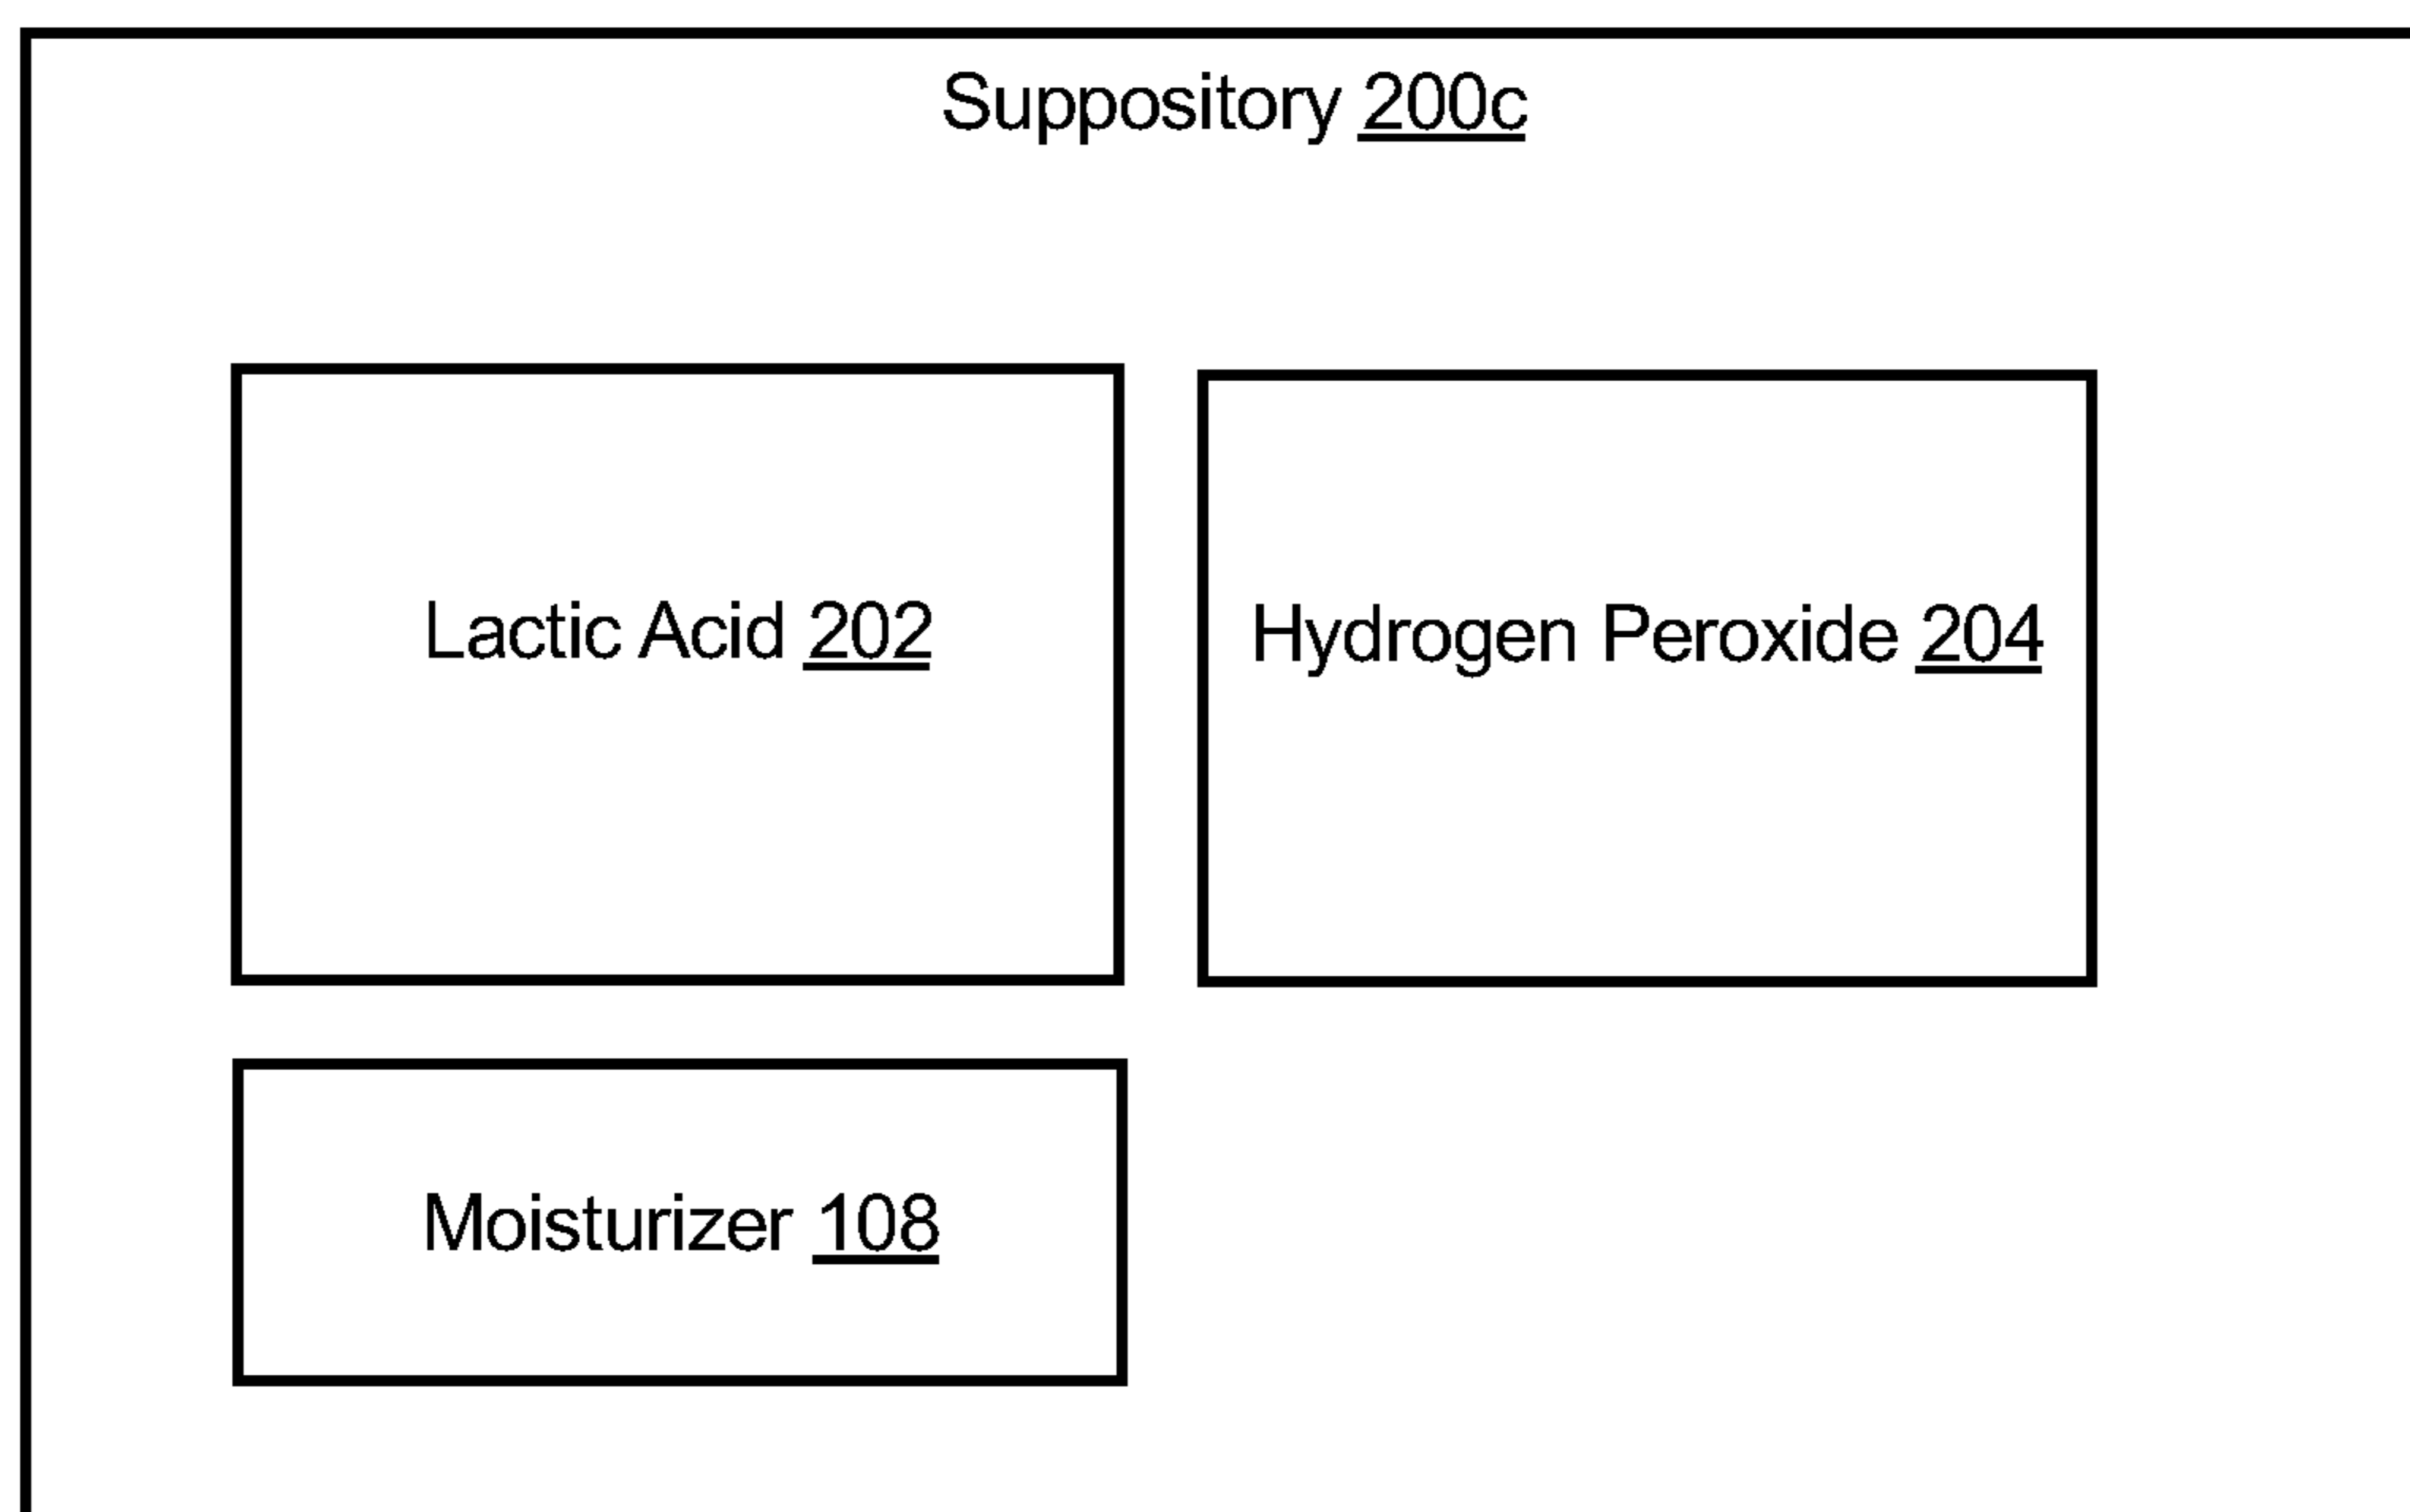 Suppository 200c
Lactic Acid 202
Hydrogen Peroxide 204
Moisturizer 108